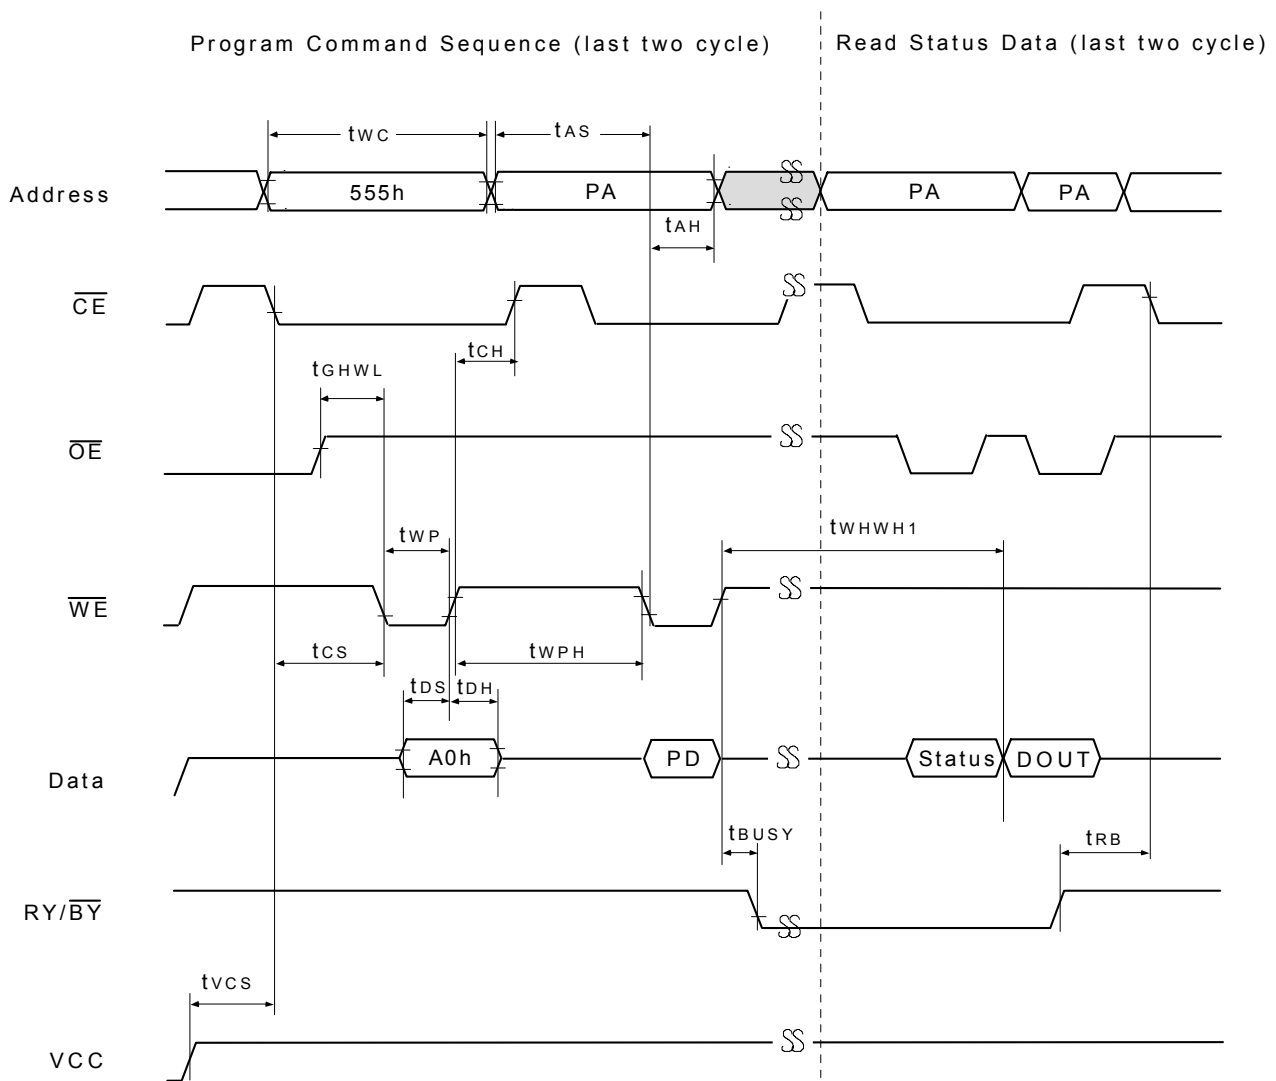 Program Command Sequence (last two cycle)
Read Status Data (last two cycle)
tWC
tAS
Address
555h
PA
PA
PA
tAH
CE
tCH
tGHWL
OE
tWP
tWHWH1
WE
tCS
tWPH
tDS
tDH
Data
A0h
PD
Status
DOUT
tBUSY
tRB
RY/BY
tVCS
VCC